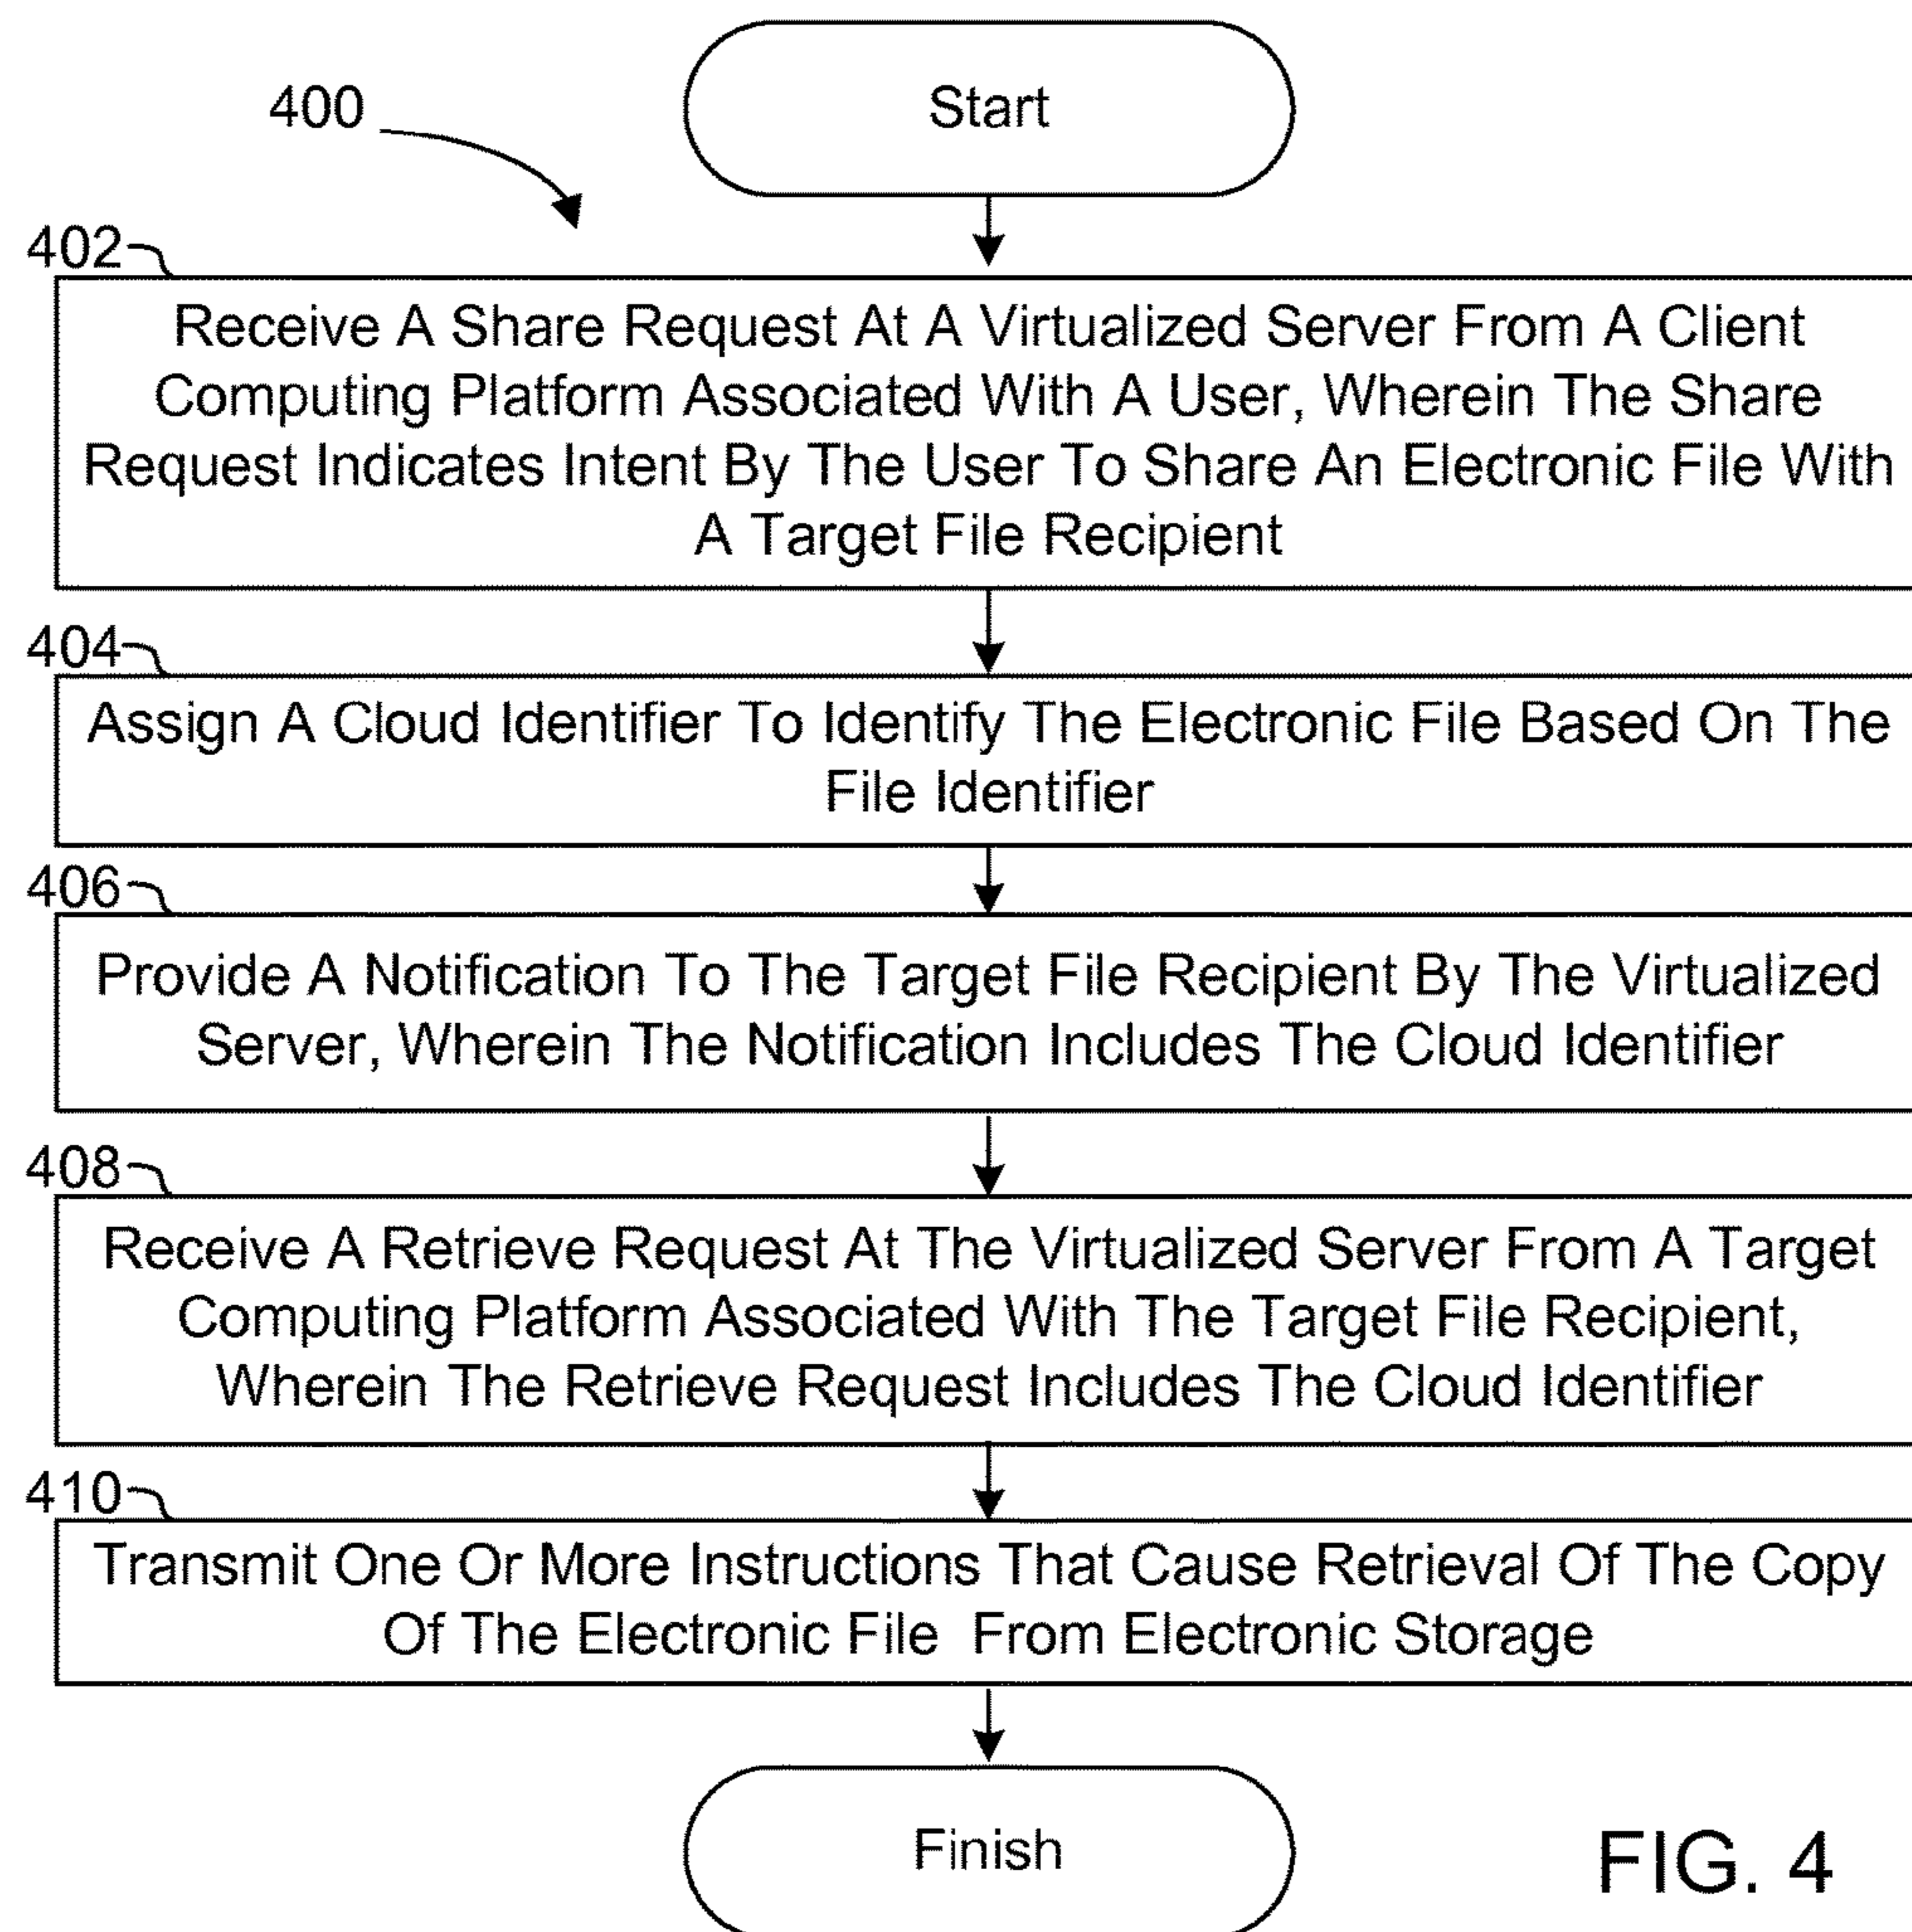 Start
400
402
Receive A Share Request At A Virtualized Server From A Client
Computing Platform Associated With A User, Wherein The Share
Request Indicates Intent By The User To Share An Electronic File With
A Target File Recipient
404
Assign A Cloud Identifier To Identify The Electronic File Based On The
File Identifier
406
Provide A Notification To The Target File Recipient By The Virtualized
Server, Wherein The Notification Includes The Cloud Identifier
408
Receive A Retrieve Request At The Virtualized Server From A Target
Computing Platform Associated With The Target File Recipient,
Wherein The Retrieve Request Includes The Cloud Identifier
410
Transmit One Or More Instructions That Cause Retrieval Of The Copy
Of The Electronic File  From Electronic Storage
Finish
FIG. 4